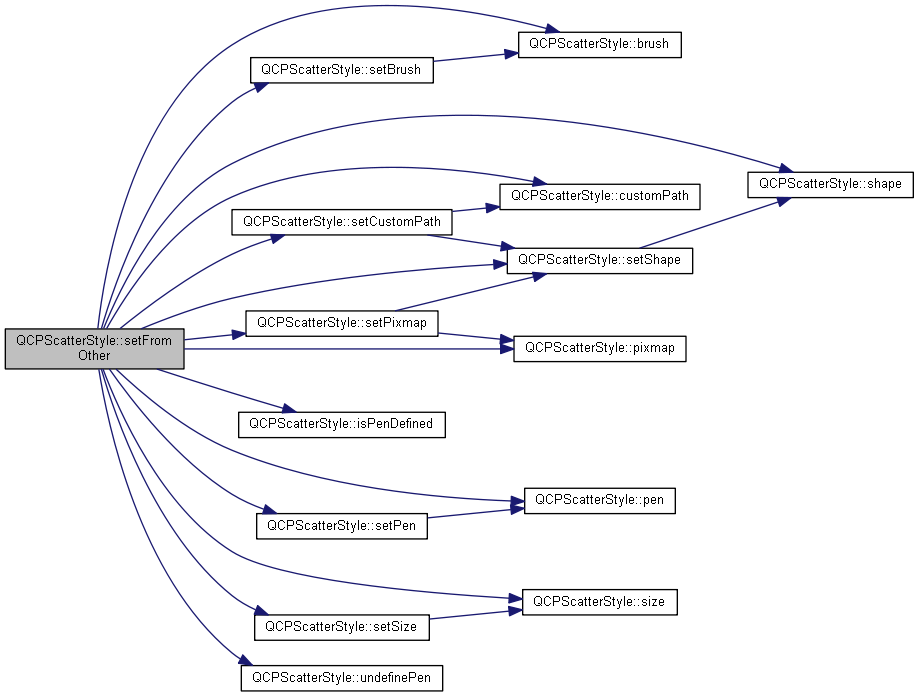 QCPScatterStyle::brush
QCPScatterStyle::setBrush
QCPScatterStyle::shape
QCPScatterStyle::customPath
QCPScatterStyle::setCustomPath
QCPScatterStyle::setShape
QCPScatterStyle::setPixmap
QCPScatterStyle::setFrom
Other
QCPScatterStyle::pixmap
QCPScatterStyle::isPenDefined
QCPScatterStyle::pen
QCPScatterStyle::setPen
QCPScatterStyle::size
QCPScatterStyle::setSize
QCPScatterStyle::undefinePen